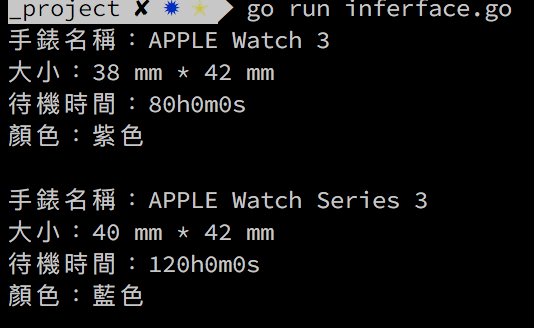 _project ✘ ✹ ★ go run inferface.go
手錶名稱：APPLE Watch 3
大小：38 mm * 42 mm
待機時間：80h0m0s
顏色：紫色
手錶名稱：APPLE Watch Series 3
大小：40 mm * 42 mm
待機時間：120h0m0s
顏色：藍色